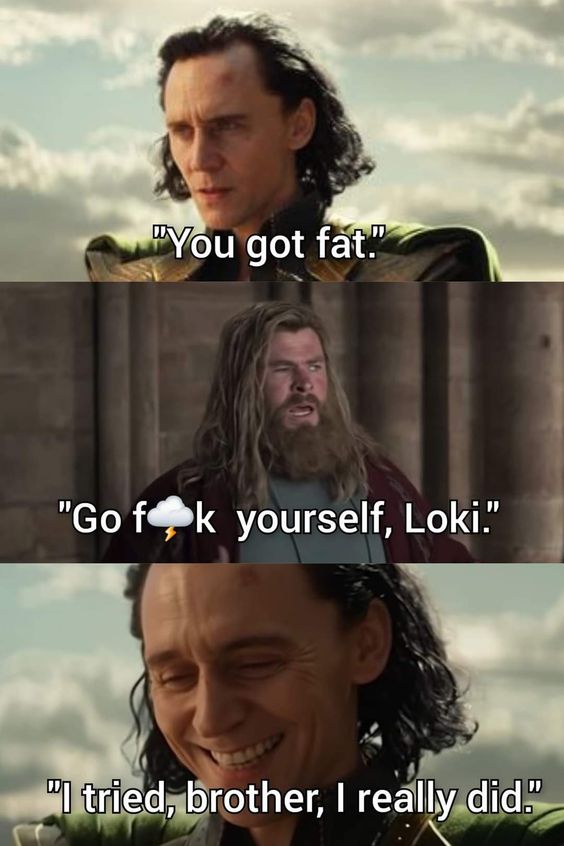 "You got fat."
"Go f🌩️k yourself, Loki."
"I tried, brother, I really did."